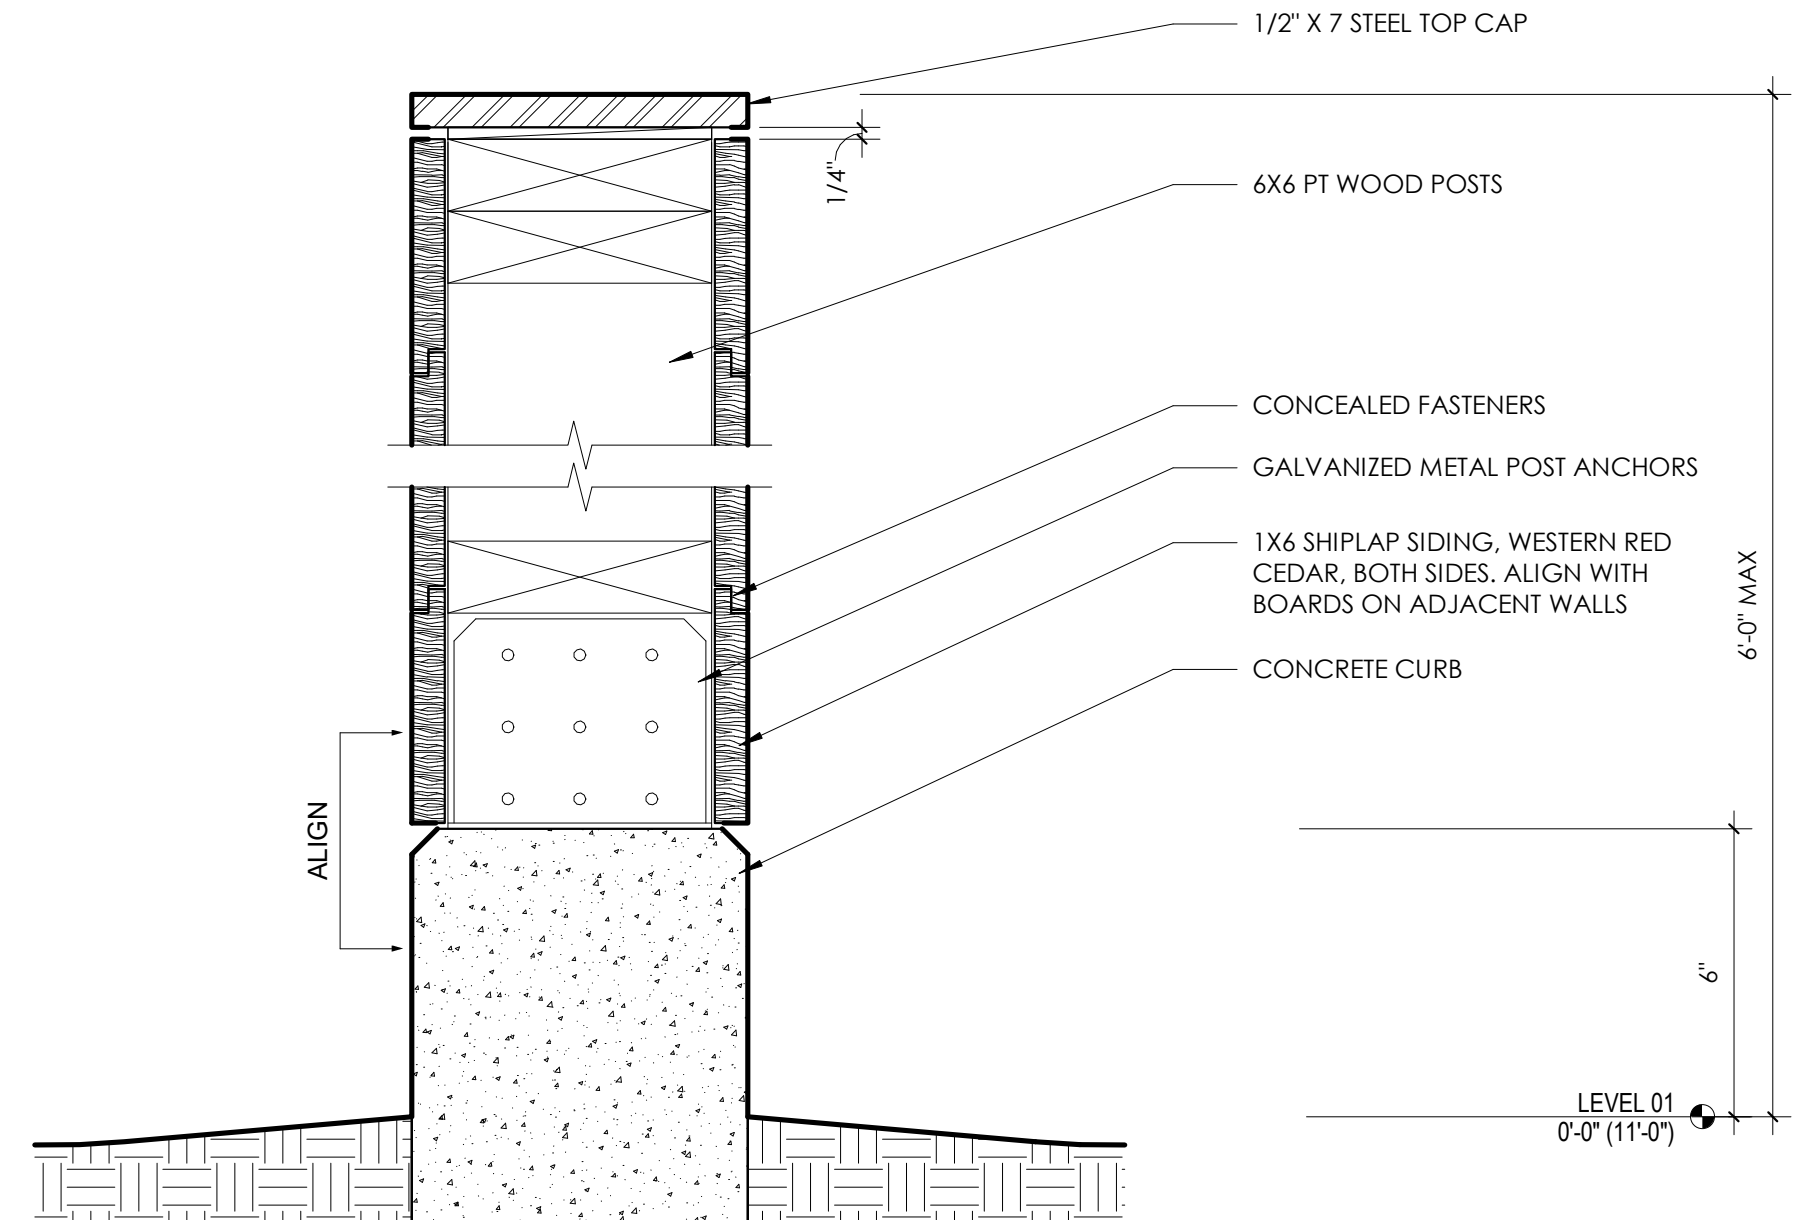 1/2" X 7 STEEL TOP CAP
1/4"
6X6 PT WOOD POSTS
CONCEALED FASTENERS
GALVANIZED METAL POST ANCHORS
1X6 SHIPLAP SIDING, WESTERN RED
CEDAR, BOTH SIDES. ALIGN WITH
BOARDS ON ADJACENT WALLS
CONCRETE CURB
6'-0" MAX
ALIGN
6"
LEVEL 01
0'-0" (11'-0")